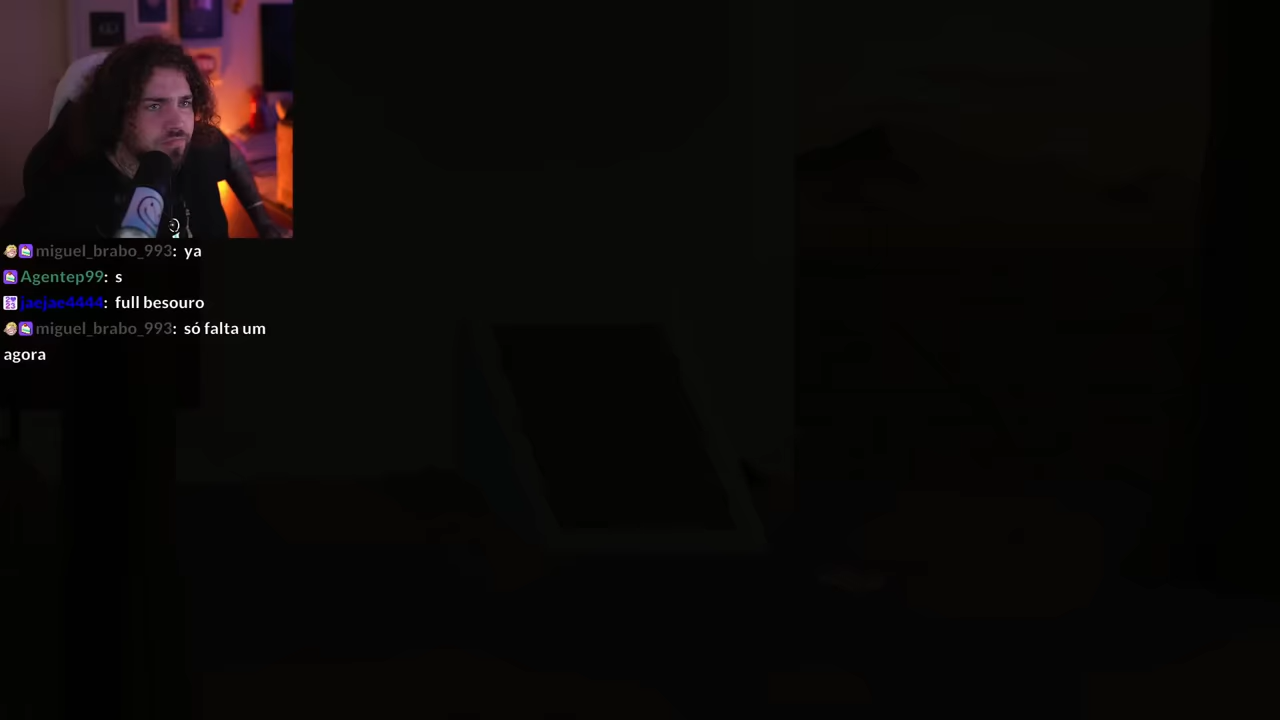 miguel_brabo_993: ya
Agentep99: s
jaejae4444: full besouro
miguel_brabo_993: só falta um
agora